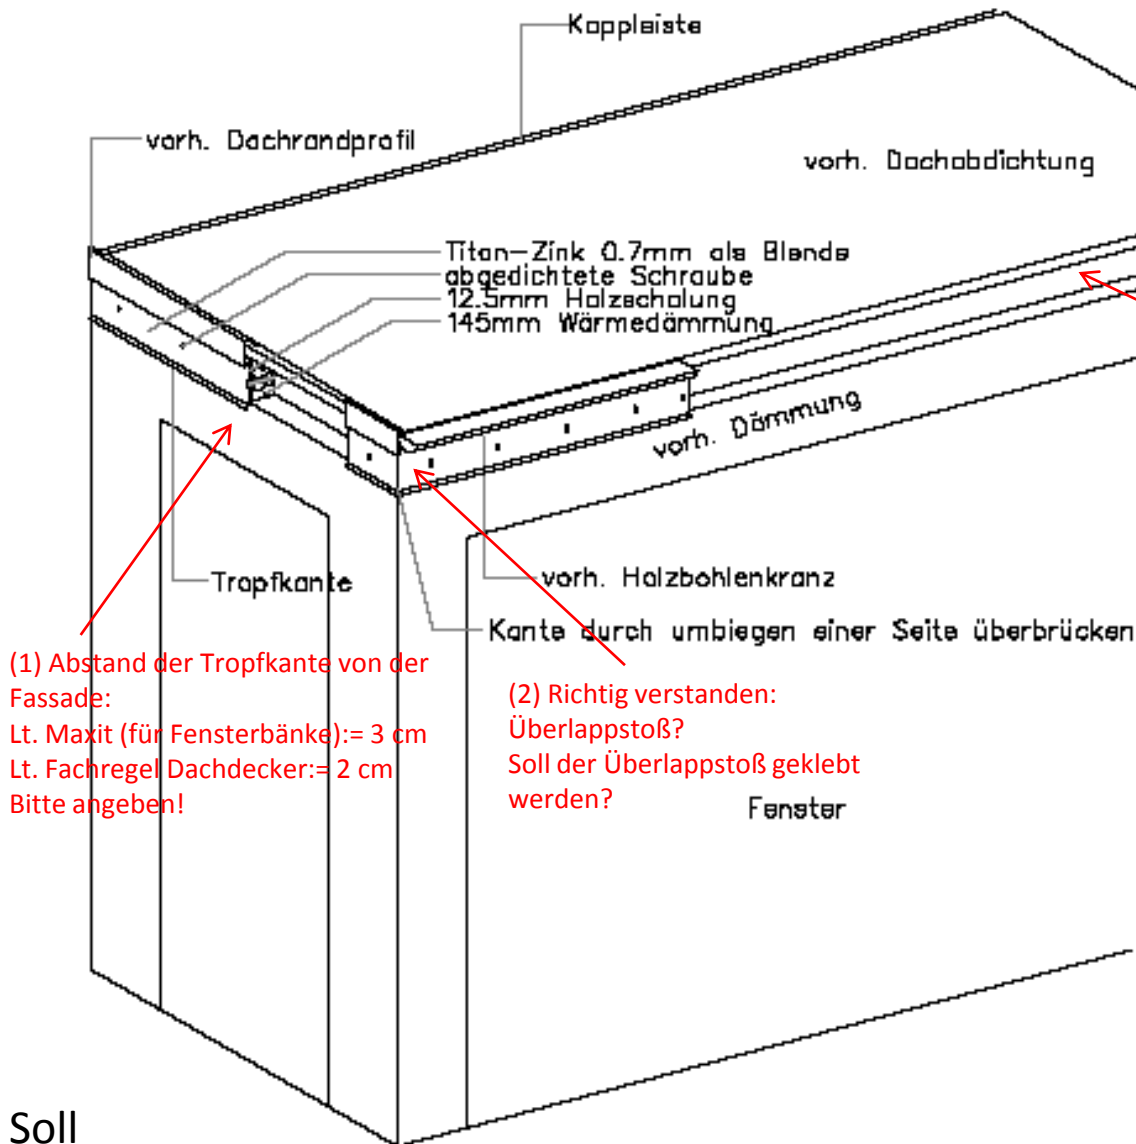 Kappleiste
vorh. Dachrandprofil
vorh. Dachabdichtung
Titan-Zink 0.7mm als Blende
abgedichtete Schraube
12.5mm Holzschalung
145mm Wärmedämmung
vorh. Dämmung
Tropfkante
vorh. Holzbohlenkranz
Kante durch umbiegen einer Seite überbrücken
(1) Abstand der Tropfkante von der
Fassade:
Lt. Maxit (für Fensterbänke):= 3 cm
Lt. Fachregel Dachdecker:= 2 cm
Bitte angeben!
(2) Richtig verstanden:
Überlappstoß?
Soll der Überlappstoß geklebt
werden?
Fenster
Soll